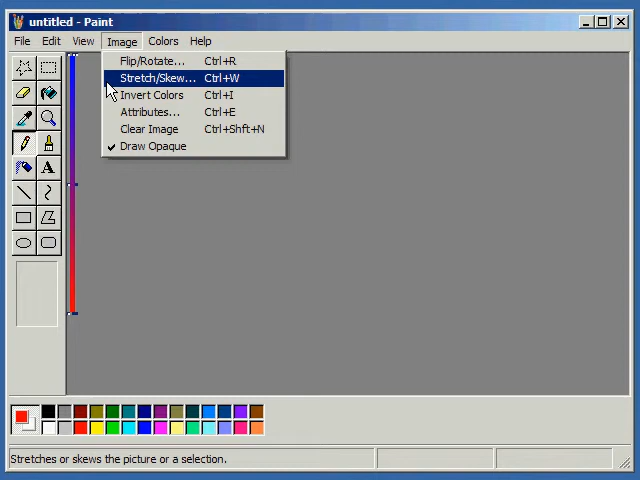 untitled - Paint
File Edit View Image Colors Help
Flip/Rotate... Ctrl+R
Stretch/Skew... Ctrl+W
Invert Colors Ctrl+I
Attributes... Ctrl+E
Clear Image Ctrl+Shft+N
Draw Opaque
A
Stretches or skews the picture or a selection.